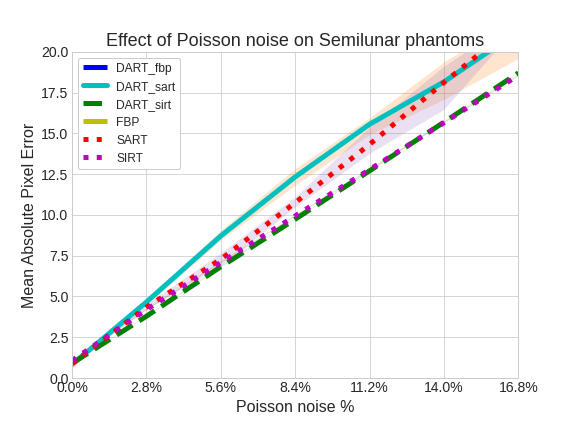 Effect of Poisson noise on Semilunar phantoms
20.0
17.5
15.0
12.5
10.0
7.5
5.0
2.5
0.0
Mean Absolute Pixel Error
DART_fbp
DART_sart
DART_sirt
FBP
SART
SIRT
0.0% 2.8% 5.6% 8.4% 11.2% 14.0% 16.8%
Poisson noise %